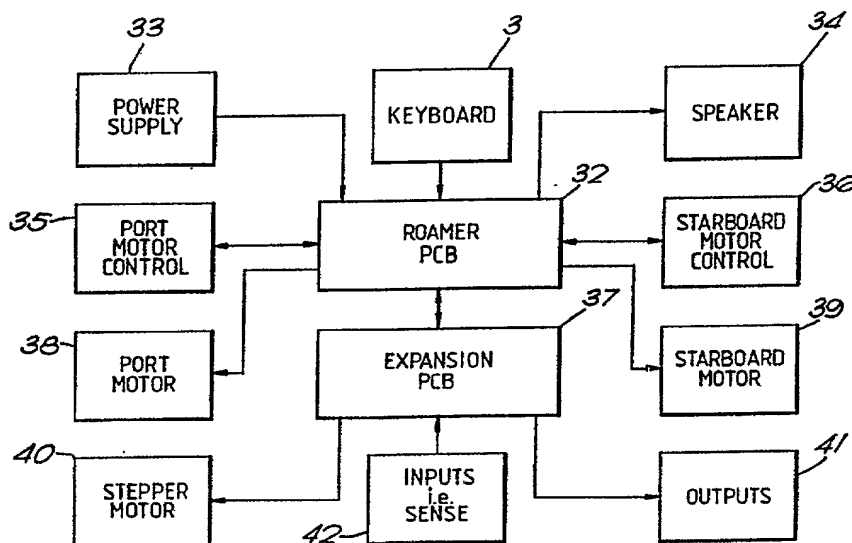 33
3
34
POWER
SUPPLY
KEYBOARD
SPEAKER
32
35
36
PORT
MOTOR
CONTROL
ROAMER
PCB
STARBOARD
MOTOR
CONTROL
37
38
39
PORT
MOTOR
EXPANSION
PCB
STARBOARD
MOTOR
40
41
STEPPER
MOTOR
INPUTS
i.e.
SENSE
OUTPUTS
42